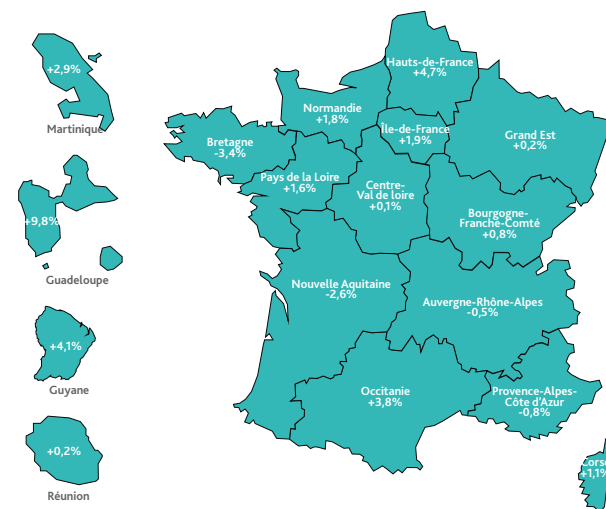 +2,9%
Martinique
+9,8%
Guadeloupe
+4,1%
Guyane
+0,2%
Réunion
Hauts-de-France
+4,7%
Normandie
+1,8%
Île-de-France
+1,9%
Grand Est
+0,2%
Bretagne
-3,4%
Pays de la Loire
+1,6%
Centre-
Val de loire
+0,1%
Bourgogne-
Franche-Comté
+0,8%
Nouvelle Aquitaine
-2,6%
Auvergne-Rhône-Alpes
-0,5%
Occitanie
+3,8%
Provence-Alpes-
Côte d'Azur
-0,8%
Corse
+1,1%